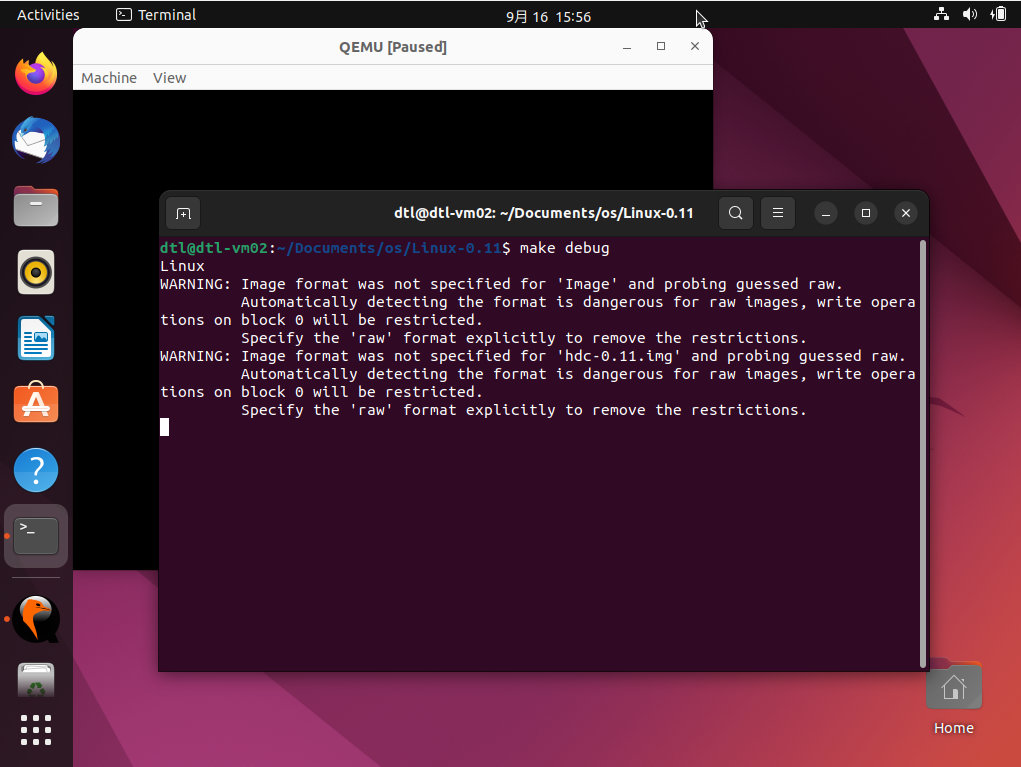 Activities
Terminal
9月 16 15:56
QEMU [Paused]
Machine View
dtl@dtl-vm02: ~/Documents/os/Linux-0.11
dtl@dtl-vm02:~/Documents/os/Linux-0.11$ make debug
Linux
WARNING: Image format was not specified for 'Image' and probing guessed raw.
         Automatically detecting the format is dangerous for raw images, write opera
tions on block 0 will be restricted.
         Specify the 'raw' format explicitly to remove the restrictions.
WARNING: Image format was not specified for 'hdc-0.11.img' and probing guessed raw.
         Automatically detecting the format is dangerous for raw images, write opera
tions on block 0 will be restricted.
         Specify the 'raw' format explicitly to remove the restrictions.
Home